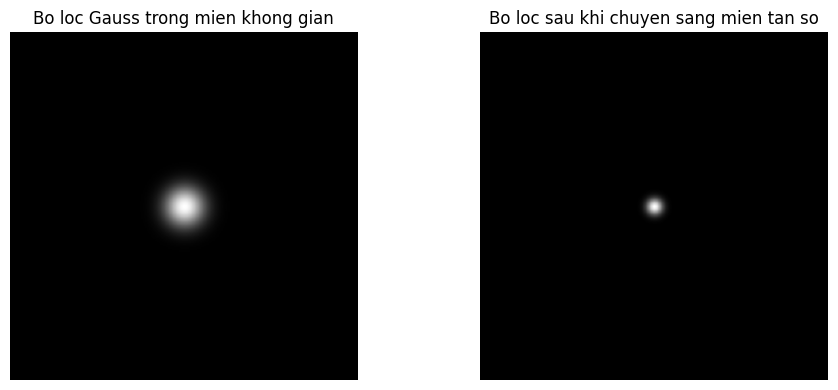 Bo loc Gauss trong mien khong gian
Bo loc sau khi chuyen sang mien tan so